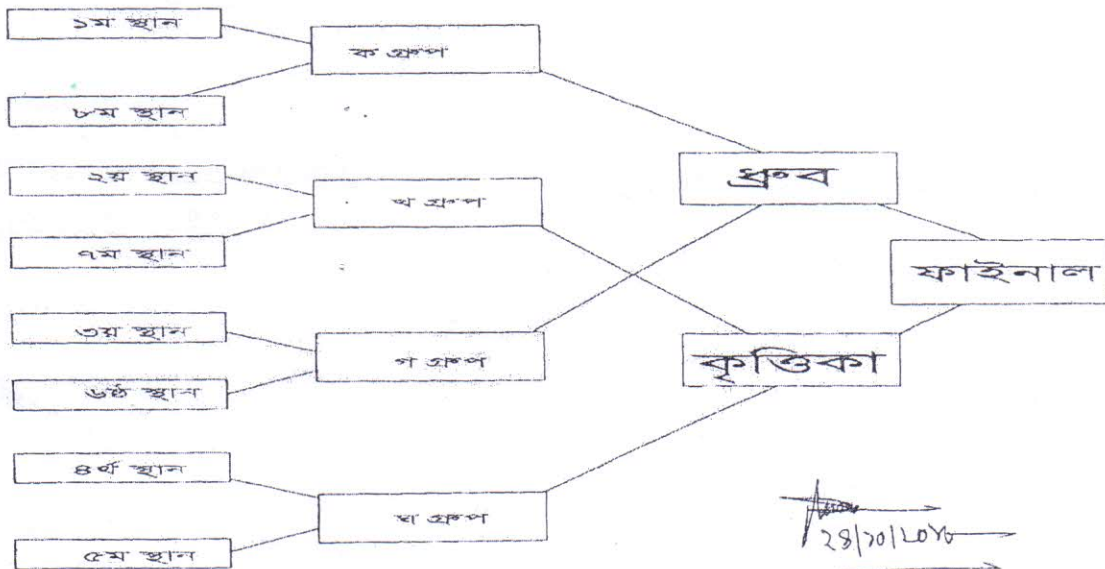 ১ম স্থান
৮ম স্থান
ক গ্রুপ
২য় স্থান
৭ম স্থান
খ গ্রুপ
৩য় স্থান
৬ষ্ঠ স্থান
গ গ্রুপ
৪র্থ স্থান
৫ম স্থান
ঘ গ্রুপ
ধ্রুব
কৃত্তিকা
ফাইনাল